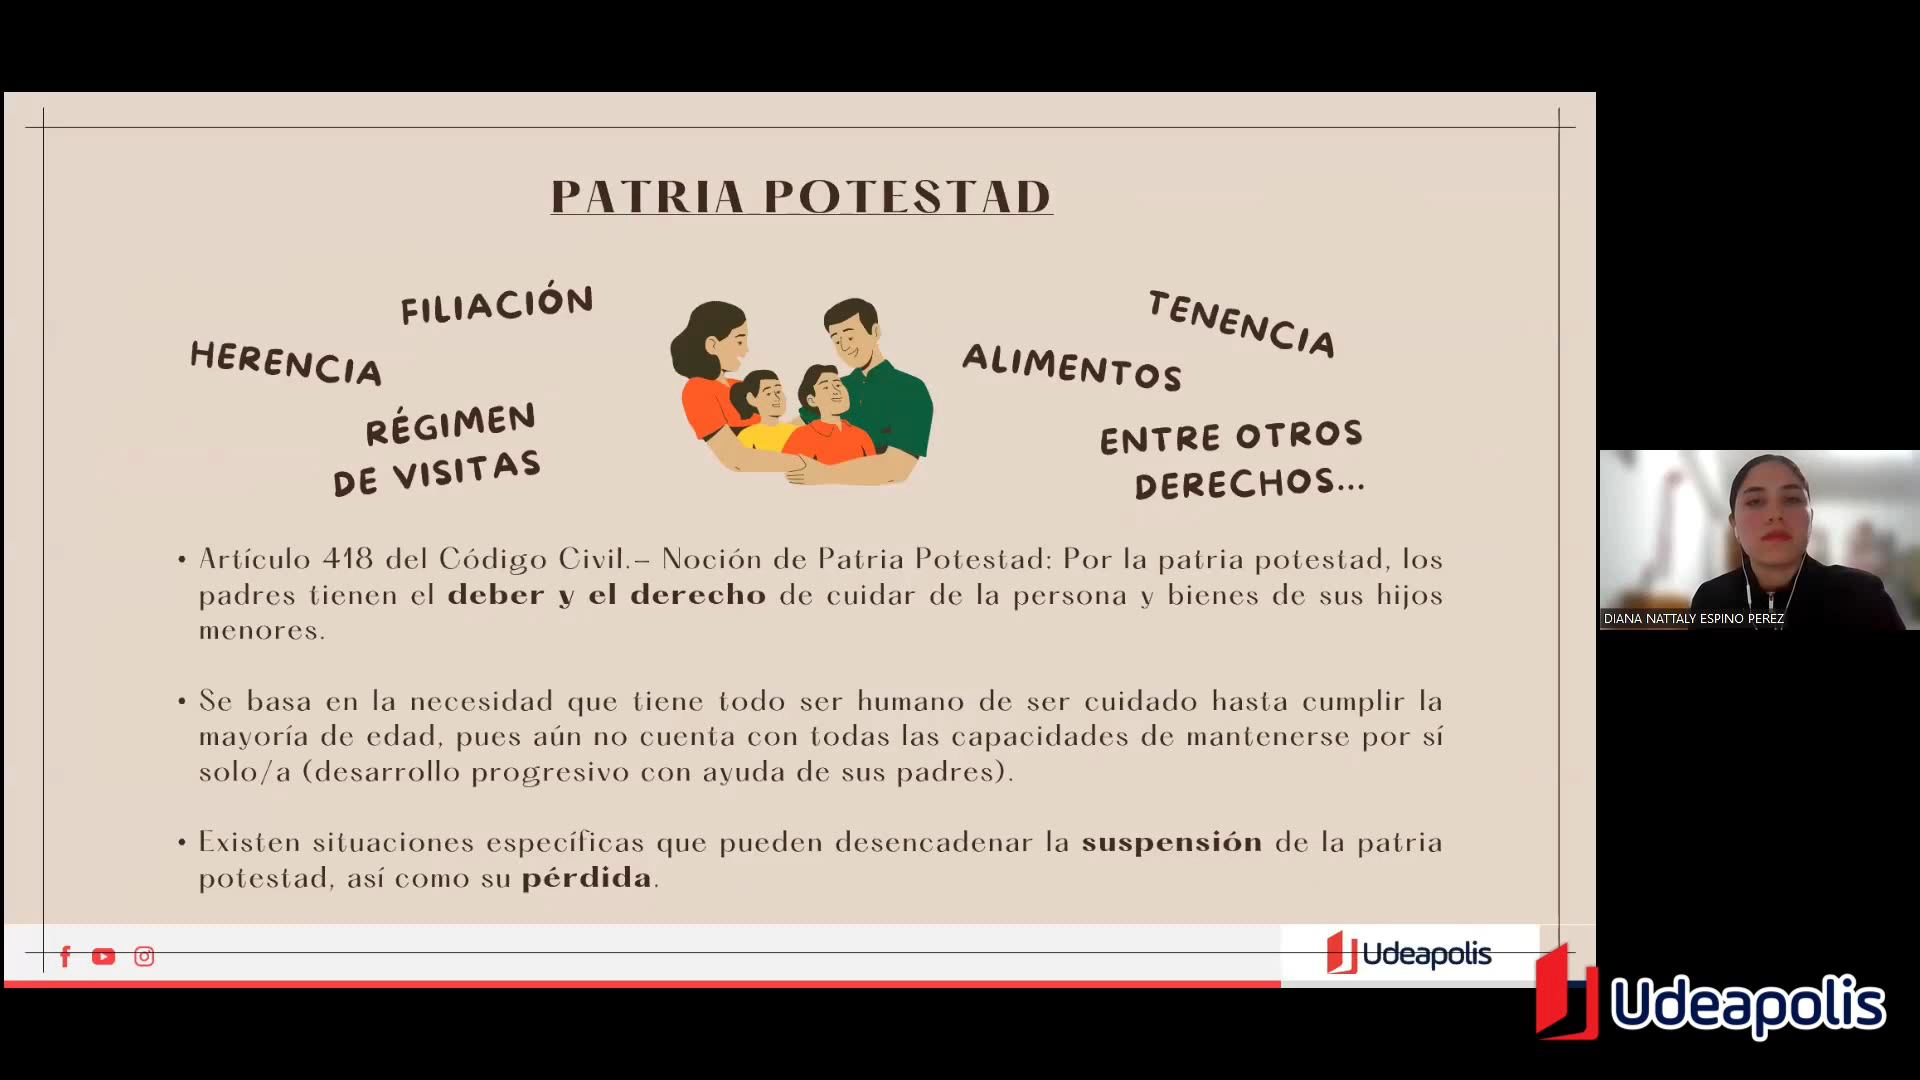 PATRIA POTESTAD
FILIACIÓN
HERENCIA
RÉGIMEN
DE VISITAS
TENENCIA
ALIMENTOS
ENTRE OTROS
DERECHOS...
• Artículo 418 del Código Civil.– Noción de Patria Potestad: Por la patria potestad, los
padres tienen el deber y el derecho de cuidar de la persona y bienes de sus hijos
menores.
• Se basa en la necesidad que tiene todo ser humano de ser cuidado hasta cumplir la
mayoría de edad, pues aún no cuenta con todas las capacidades de mantenerse por sí
solo/a (desarrollo progresivo con ayuda de sus padres).
• Existen situaciones específicas que pueden desencadenar la suspensión de la patria
potestad, así como su pérdida.
Udeapolis
DIANA NATTALY ESPINO PEREZ
Udeapolis